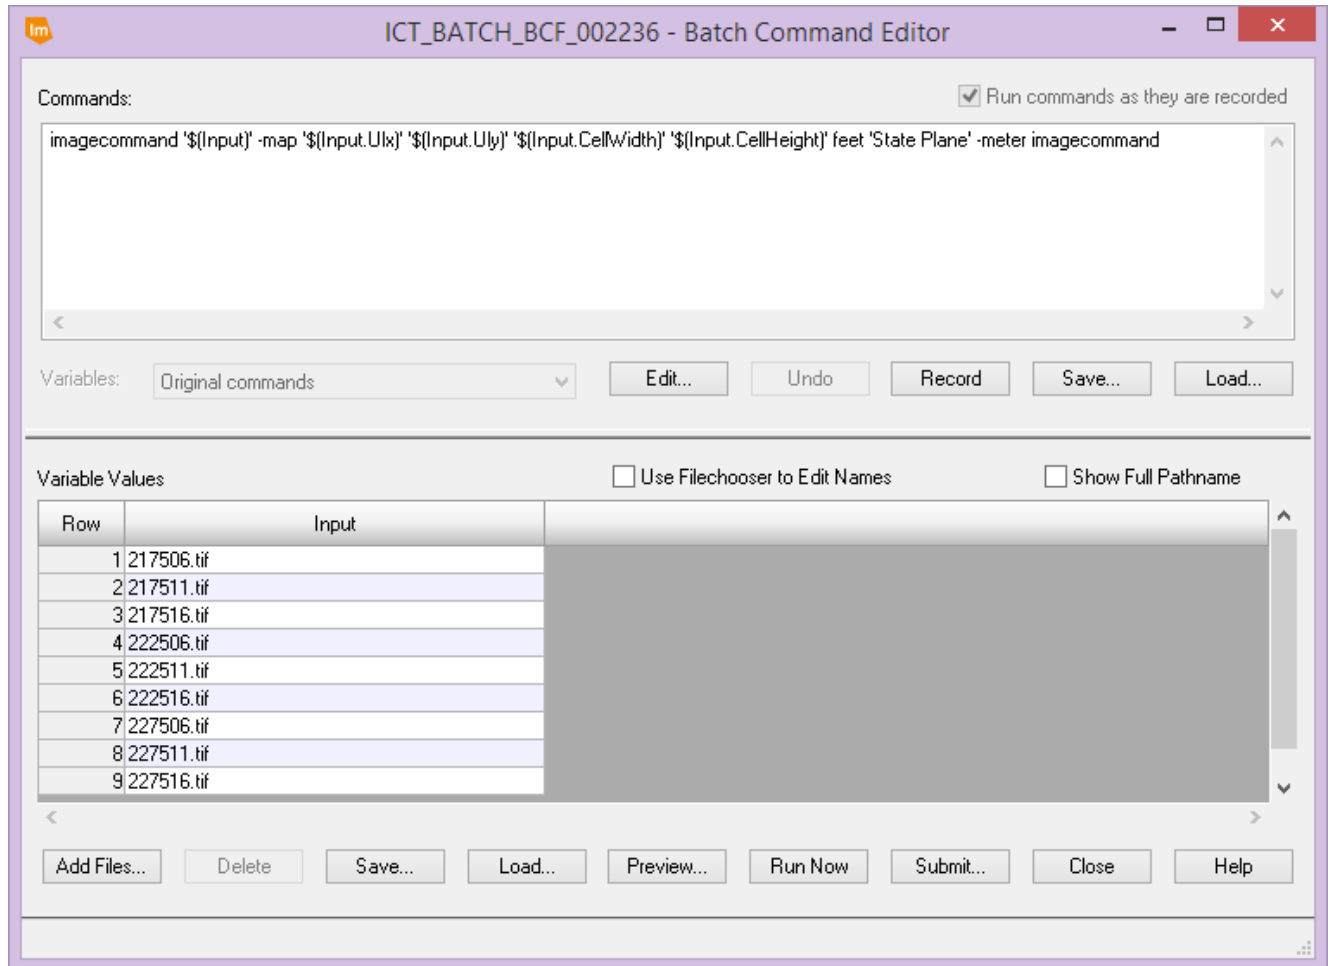 Im
ICT_BATCH_BCF_002236 - Batch Command Editor
Commands:
Run commands as they are recorded
imagecommand '$(Input)' -map '$(Input.Ulx)' '$(Input.Uly)' '$(Input.CellWidth)' '$(Input.CellHeight)' feet 'State Plane' -meter imagecommand
Variables:
Original commands
Edit...
Undo
Record
Save...
Load...
Variable Values
Use Filechooser to Edit Names
Show Full Pathname
Row Input
1 217506.tif
2 217511.tif
3 217516.tif
4 222506.tif
5 222511.tif
6 222516.tif
7 227506.tif
8 227511.tif
9 227516.tif
Add Files...
Delete
Save...
Load...
Preview...
Run Now
Submit...
Close
Help